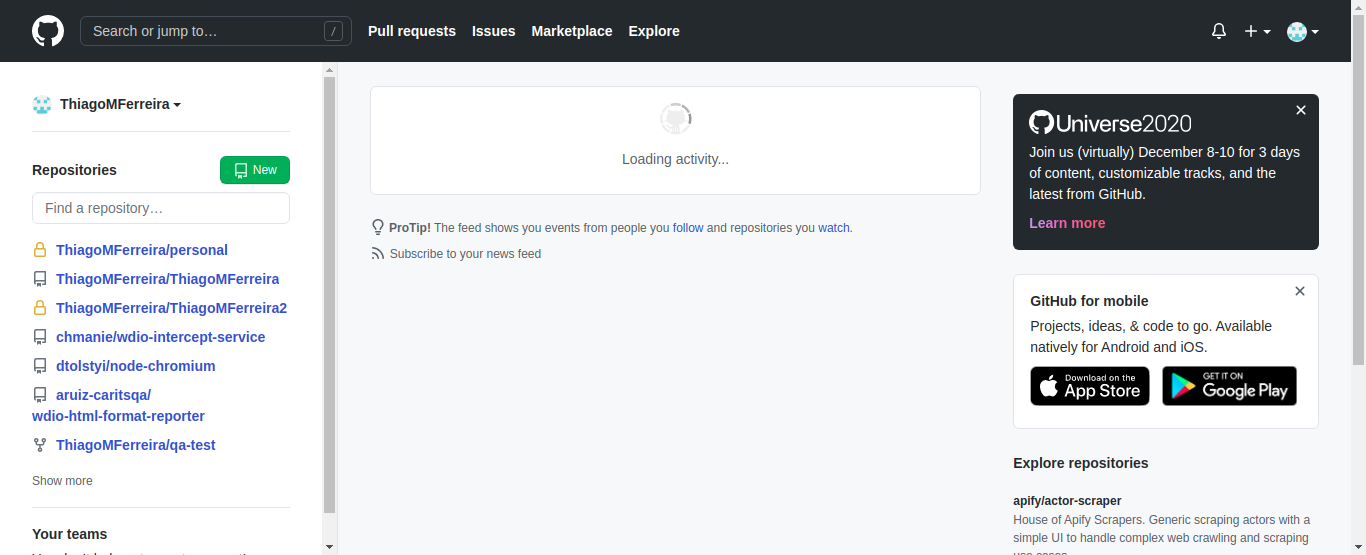 Search or jump to… /
Pull requests Issues Marketplace Explore
ThiagoMFerreira
Repositories
New
Find a repository…
ThiagoMFerreira/personal
ThiagoMFerreira/ThiagoMFerreira
ThiagoMFerreira/ThiagoMFerreira2
chmanie/wdio-intercept-service
dtolstyi/node-chromium
aruiz-caritsqa/
wdio-html-format-reporter
ThiagoMFerreira/qa-test
Show more
Your teams
Loading activity...
ProTip! The feed shows you events from people you follow and repositories you watch.
Subscribe to your news feed
Universe2020
Join us (virtually) December 8-10 for 3 days
of content, customizable tracks, and the
latest from GitHub.
Learn more
GitHub for mobile
Projects, ideas, & code to go. Available
natively for Android and iOS.
Download on the
App Store
GET IT ON
Google Play
Explore repositories
apify/actor-scraper
House of Apify Scrapers. Generic scraping actors with a
simple UI to handle complex web crawling and scraping